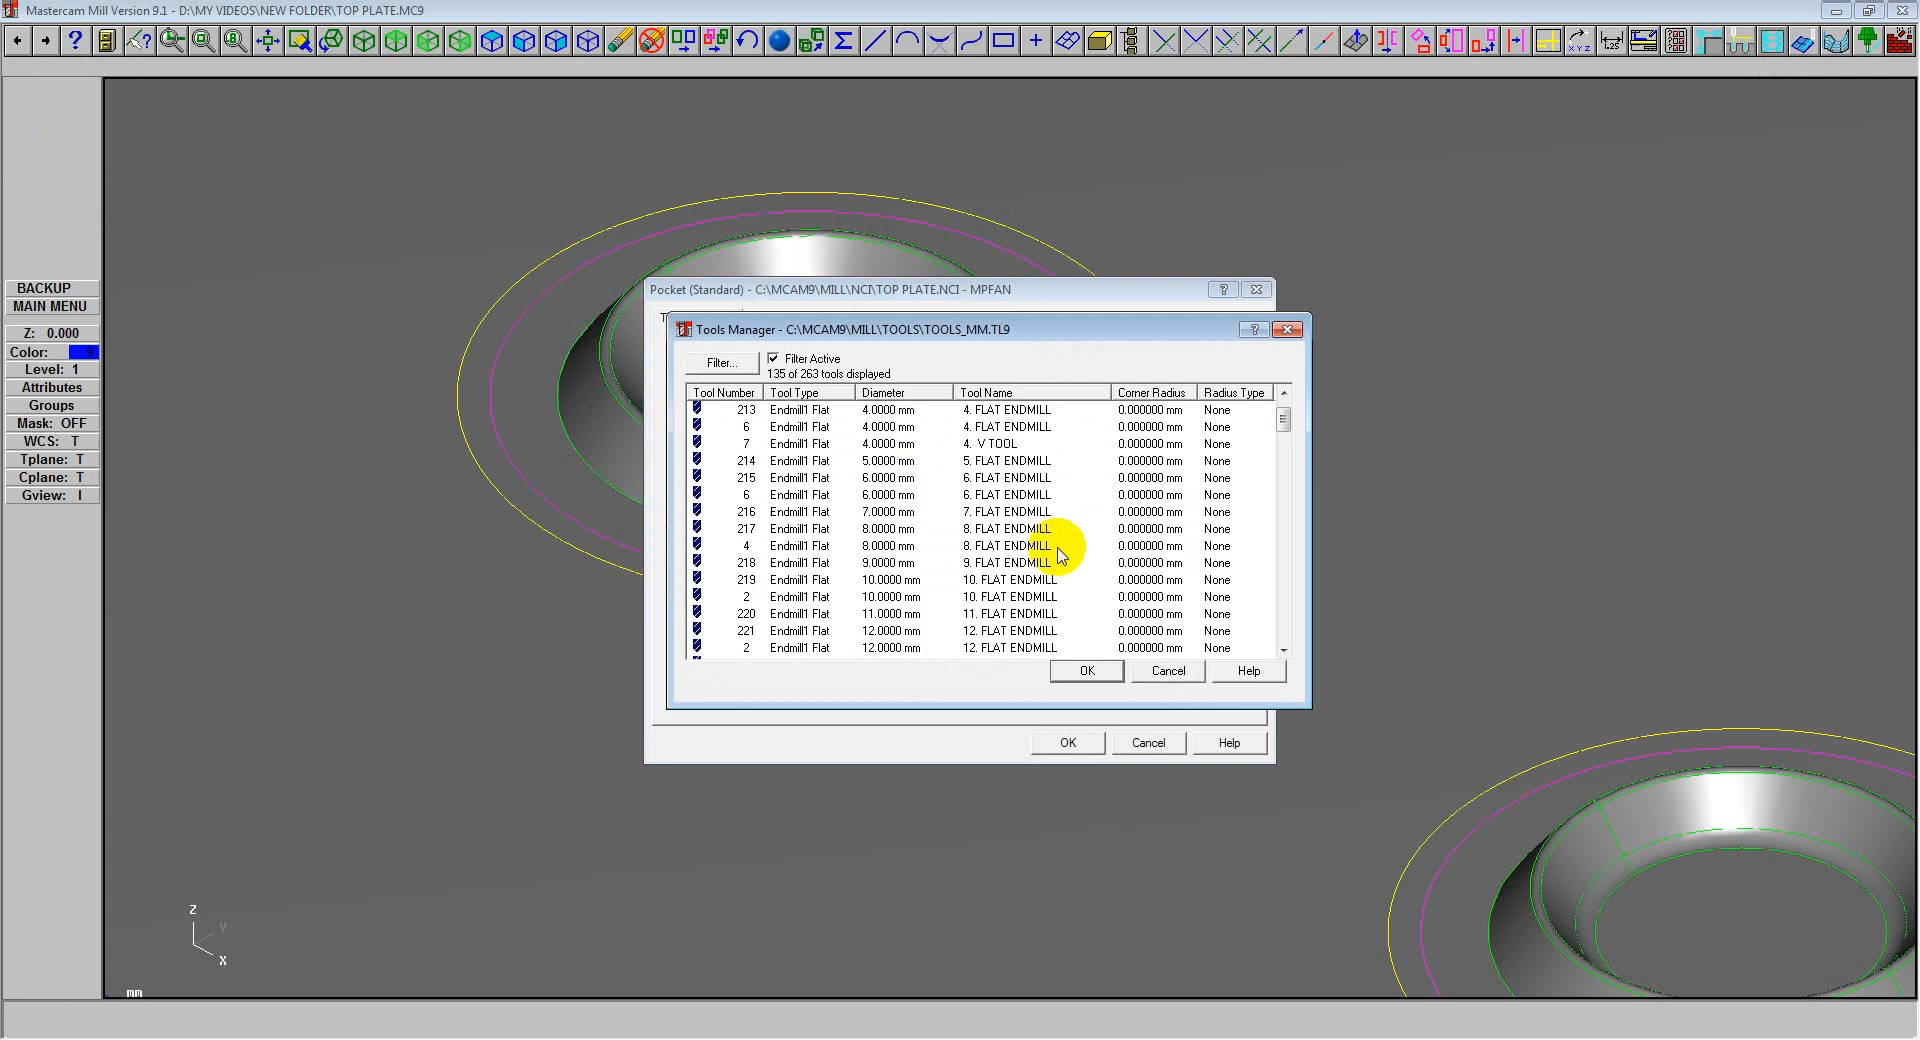 Mastercam Mill Version 9.1 - D:\MY VIDEOS\NEW FOLDER\TOP PLATE.MC9
BACKUP
MAIN MENU
Z: 0.000
Color: 9
Level: 1
Attributes
Groups
Mask: OFF
WCS: T
Tplane: T
Cplane: T
Gview: I
Pocket (Standard) - C:\MCAM9\MILL\NCI\TOP PLATE.NCI - MPFAN
Tools Manager - C:\MCAM9\MILL\TOOLS\TOOLS_MM.TL9
Filter...
Filter Active
135 of 263 tools displayed
Tool Number Tool Type Diameter Tool Name Corner Radius Radius Type
213 Endmill1 Flat 4.0000 mm 4. FLAT ENDMILL 0.000000 mm None
6 Endmill1 Flat 4.0000 mm 4. FLAT ENDMILL 0.000000 mm None
7 Endmill1 Flat 4.0000 mm 4. V TOOL 0.000000 mm None
214 Endmill1 Flat 5.0000 mm 5. FLAT ENDMILL 0.000000 mm None
215 Endmill1 Flat 6.0000 mm 6. FLAT ENDMILL 0.000000 mm None
6 Endmill1 Flat 6.0000 mm 6. FLAT ENDMILL 0.000000 mm None
216 Endmill1 Flat 7.0000 mm 7. FLAT ENDMILL 0.000000 mm None
217 Endmill1 Flat 8.0000 mm 8. FLAT ENDMILL 0.000000 mm None
4 Endmill1 Flat 8.0000 mm 8. FLAT ENDMILL 0.000000 mm None
218 Endmill1 Flat 9.0000 mm 9. FLAT ENDMILL 0.000000 mm None
219 Endmill1 Flat 10.0000 mm 10. FLAT ENDMILL 0.000000 mm None
2 Endmill1 Flat 10.0000 mm 10. FLAT ENDMILL 0.000000 mm None
220 Endmill1 Flat 11.0000 mm 11. FLAT ENDMILL 0.000000 mm None
221 Endmill1 Flat 12.0000 mm 12. FLAT ENDMILL 0.000000 mm None
2 Endmill1 Flat 12.0000 mm 12. FLAT ENDMILL 0.000000 mm None
OK Cancel Help
OK Cancel Help
Z
Y
X
mm